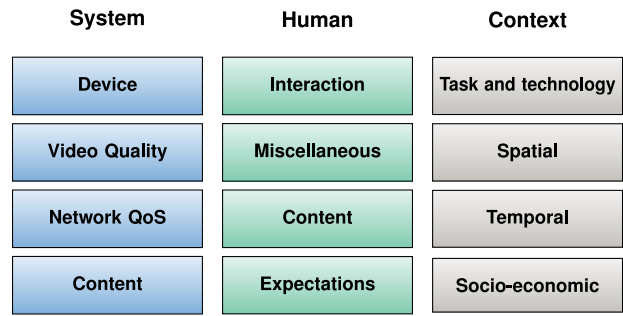 System Human Context
Device Interaction Task and technology
Video Quality Miscellaneous Spatial
Network QoS Content Temporal
Content Expectations Socio-economic